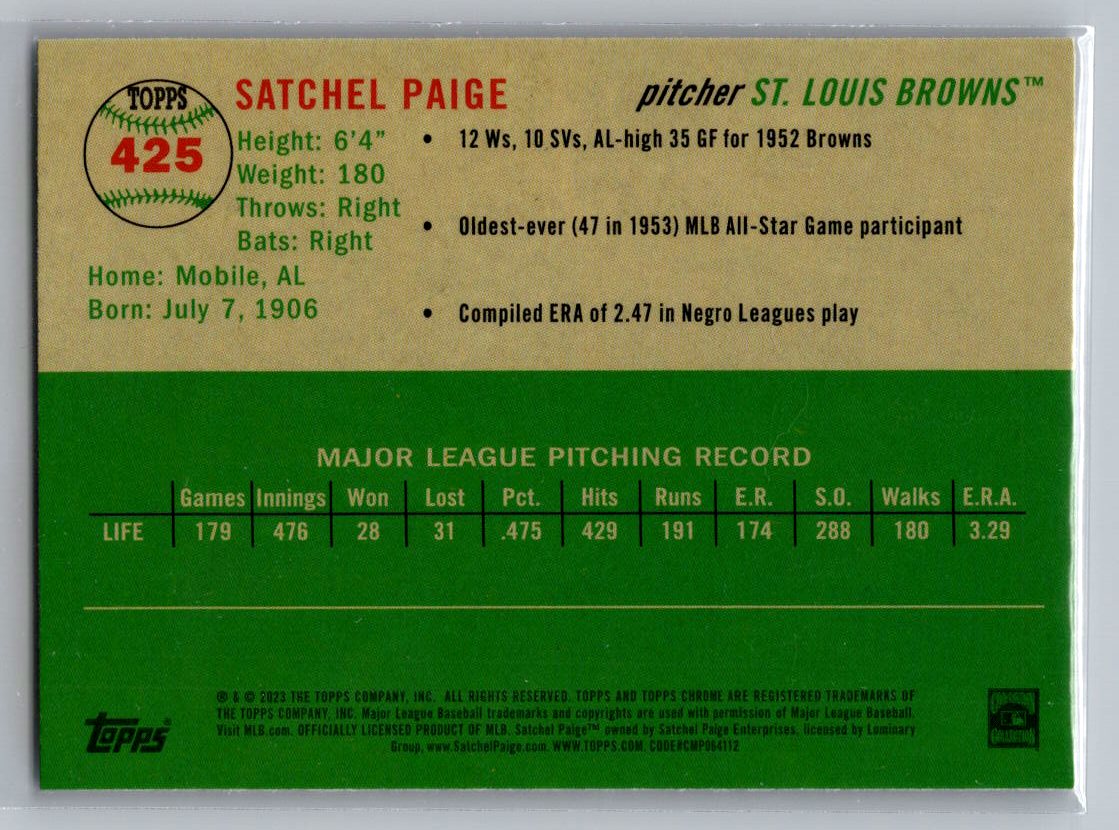 TOPPS
425
SATCHEL PAIGE
pitcher ST. LOUIS BROWNS™
Height: 6'4"
Weight: 180
Throws: Right
Bats: Right
Home: Mobile, AL
Born: July 7, 1906
• 12 Ws, 10 SVs, AL-high 35 GF for 1952 Browns
• Oldest-ever (47 in 1953) MLB All-Star Game participant
• Compiled ERA of 2.47 in Negro Leagues play
MAJOR LEAGUE PITCHING RECORD
Games Innings Won Lost Pct. Hits Runs E.R. S.O. Walks E.R.A.
LIFE 179 476 28 31 .475 429 191 174 288 180 3.29
® & © 2023 THE TOPPS COMPANY, INC. ALL RIGHTS RESERVED. TOPPS AND TOPPS CHROME ARE REGISTERED TRADEMARKS OF
THE TOPPS COMPANY, INC. Major League Baseball trademarks and copyrights are used with permission of Major League Baseball.
Visit MLB.com. OFFICIALLY LICENSED PRODUCT OF MLB. Satchel Paige™ owned by Satchel Paige Enterprises, licensed by Luminary
Group, www.SatchelPaige.com. WWW.TOPPS.COM. CODE#CMP064112
Topps®